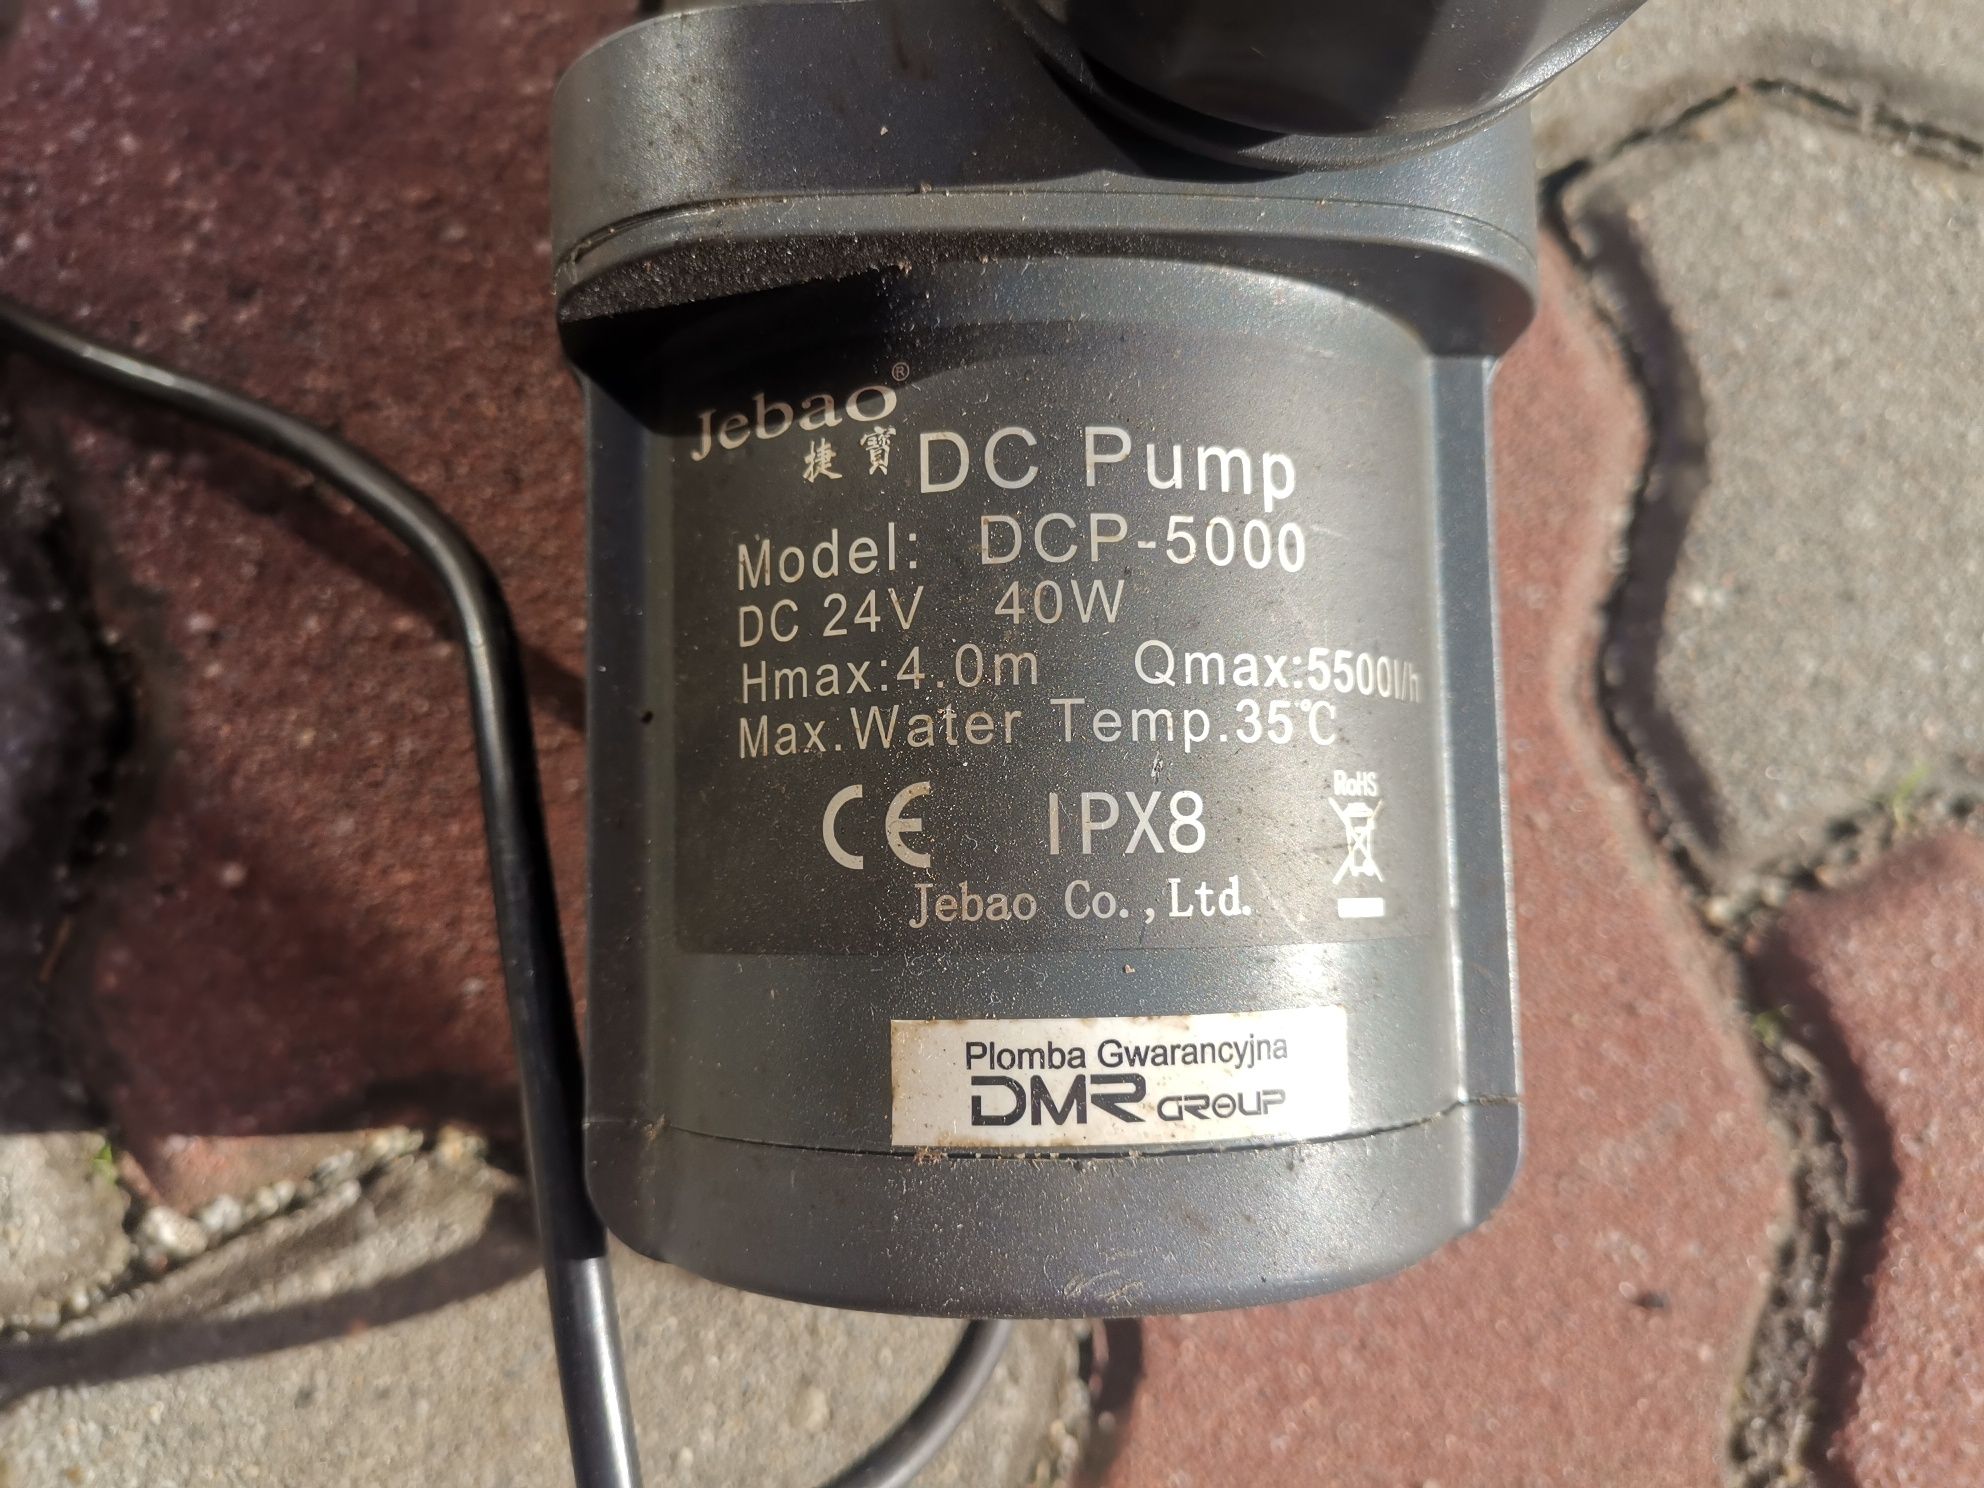 Jebao®
捷寶
DC Pump
Model: DCP-5000
DC 24V 40W
Hmax:4.0m Qmax:5500l/h
Max.Water Temp.35℃
CE IPX8 RoHS
Jebao Co.,Ltd.
Plomba Gwarancyjna
DMR GROUP